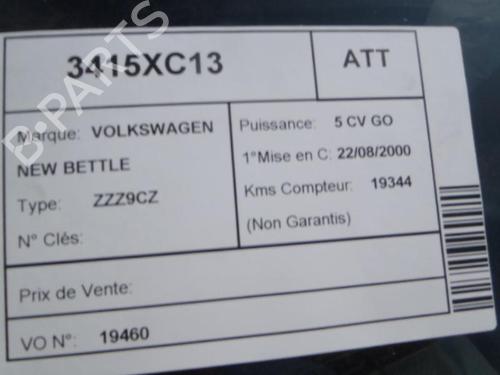 3415XC13
ATT
Marque: VOLKSWAGEN
NEW BETTLE
Type: ZZZ9CZ
N° Clés:
Puissance: 5 CV GO
1°Mise en C: 22/08/2000
Kms Compteur: 19344
(Non Garantis)
Prix de Vente:
VO N°: 19460
B-PARTS